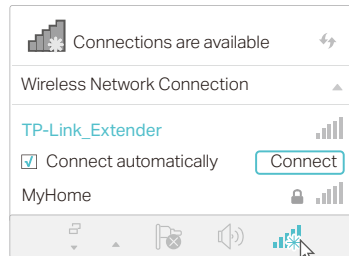 Connections are available
Wireless Network Connection
TP-Link_Extender
Connect automatically Connect
MyHome